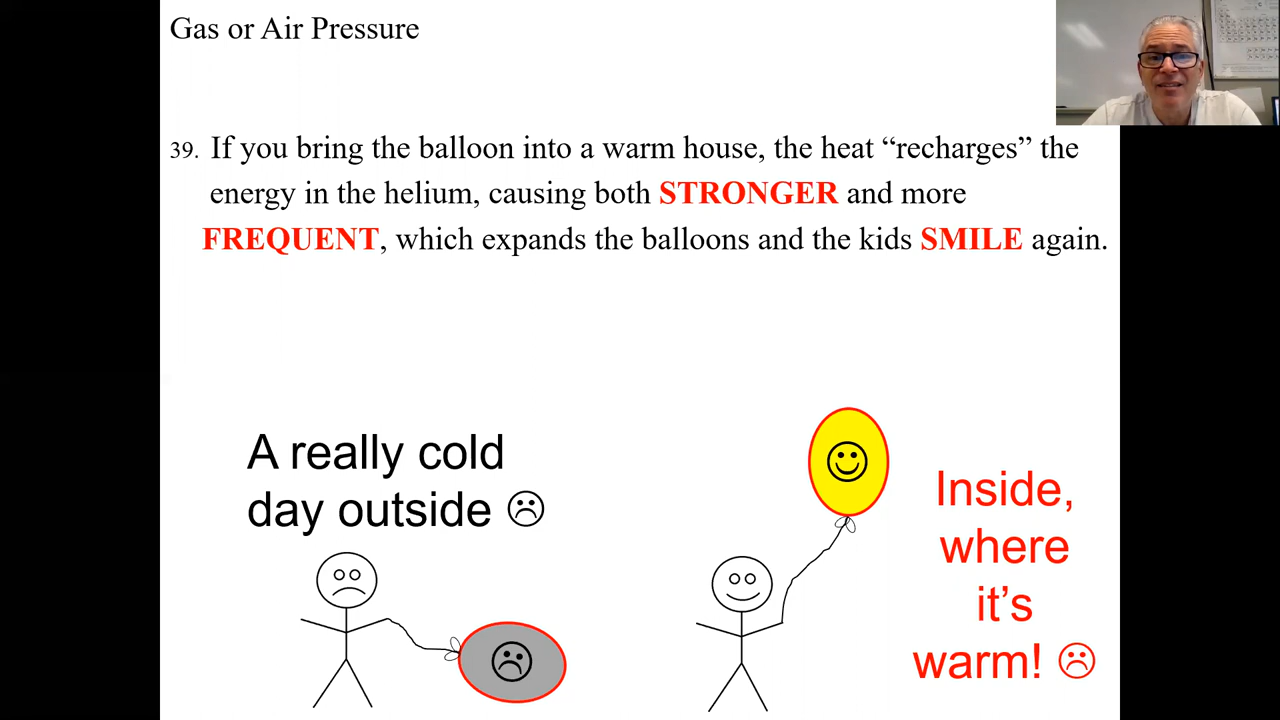 Gas or Air Pressure
39. If you bring the balloon into a warm house, the heat “recharges” the
energy in the helium, causing both STRONGER and more
FREQUENT, which expands the balloons and the kids SMILE again.
A really cold
day outside ☹
Inside,
where
it’s
warm! ☹